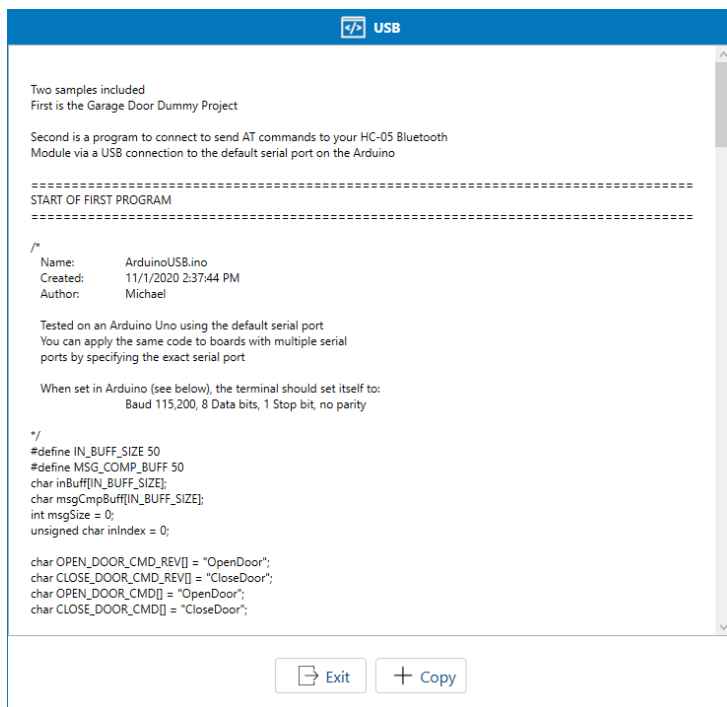 USB
Two samples included
First is the Garage Door Dummy Project
Second is a program to connect to send AT commands to your HC-05 Bluetooth
Module via a USB connection to the default serial port on the Arduino
=====================================================================================
START OF FIRST PROGRAM
=====================================================================================
/*
Name: ArduinoUSB.ino
Created: 11/1/2020 2:37:44 PM
Author: Michael
Tested on an Arduino Uno using the default serial port
You can apply the same code to boards with multiple serial
ports by specifying the exact serial port
When set in Arduino (see below), the terminal should set itself to:
Baud 115,200, 8 Data bits, 1 Stop bit, no parity
*/
#define IN_BUFF_SIZE 50
#define MSG_COMP_BUFF 50
char inBuff[IN_BUFF_SIZE];
char msgCmpBuff[IN_BUFF_SIZE];
int msgSize = 0;
unsigned char inIndex = 0;
char OPEN_DOOR_CMD_REV[] = "OpenDoor";
char CLOSE_DOOR_CMD_REV[] = "CloseDoor";
char OPEN_DOOR_CMD[] = "OpenDoor";
char CLOSE_DOOR_CMD[] = "CloseDoor";
Exit
Copy